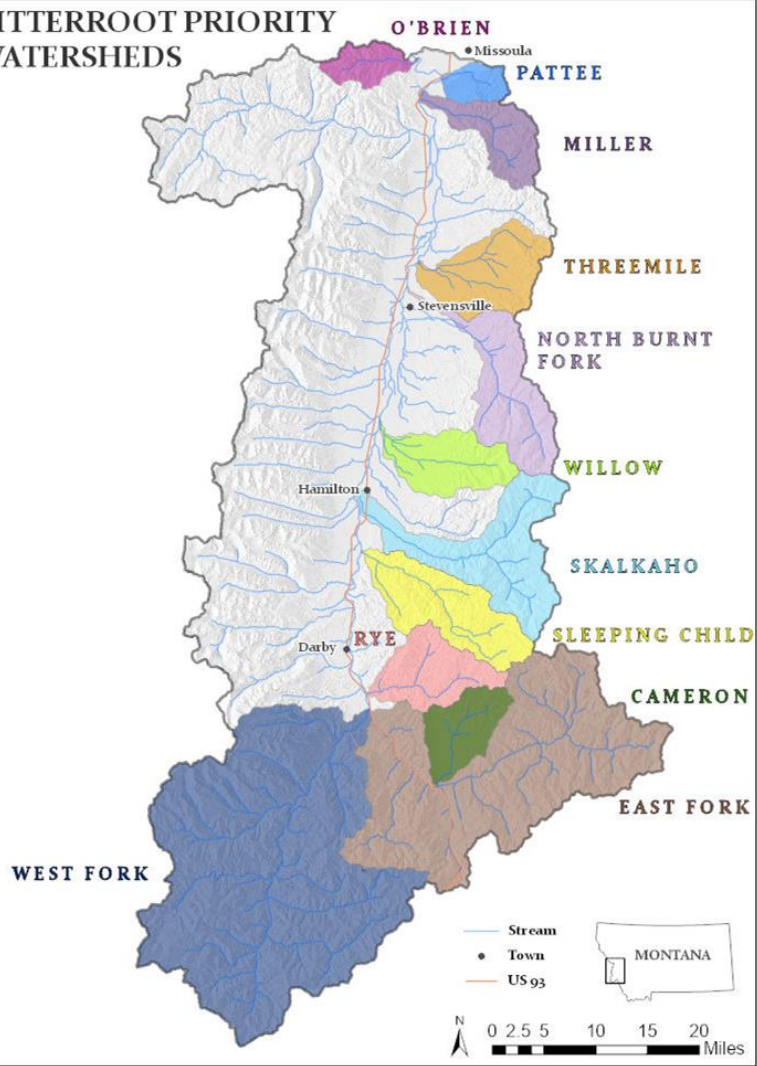 ITTERROOT PRIORITY
WATERSHEDS
O'BRIEN
Missoula
PATTEE
MILLER
THREEMILE
Stevensville
NORTH BURNT
FORK
WILLOW
Hamilton
SKALKAHO
SLEEPING CHILD
RYE
Darby
CAMERON
EAST FORK
WEST FORK
Stream
Town
US 93
MONTANA
N
0 2.5 5 10 15 20
Miles